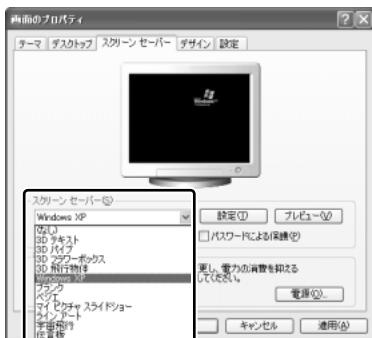 画面のプロパティ
テーマ デスクトップ スクリーン セーバー デザイン 設定
Windows
スクリーン セーバー(S)
Windows XP 設定(T) プレビュー(V)
(なし)
3D テキスト
パスワードによる保護(P)
3D パイプ
3D フラワーボックス
3D 飛行物体
更し、電力の消費を抑える
Windows XP
してください。
ブランク
ベジエ
電源(O)...
マイ ピクチャ スライドショー
ライン アート
宇宙飛行
キャンセル 適用(A)
伝言板